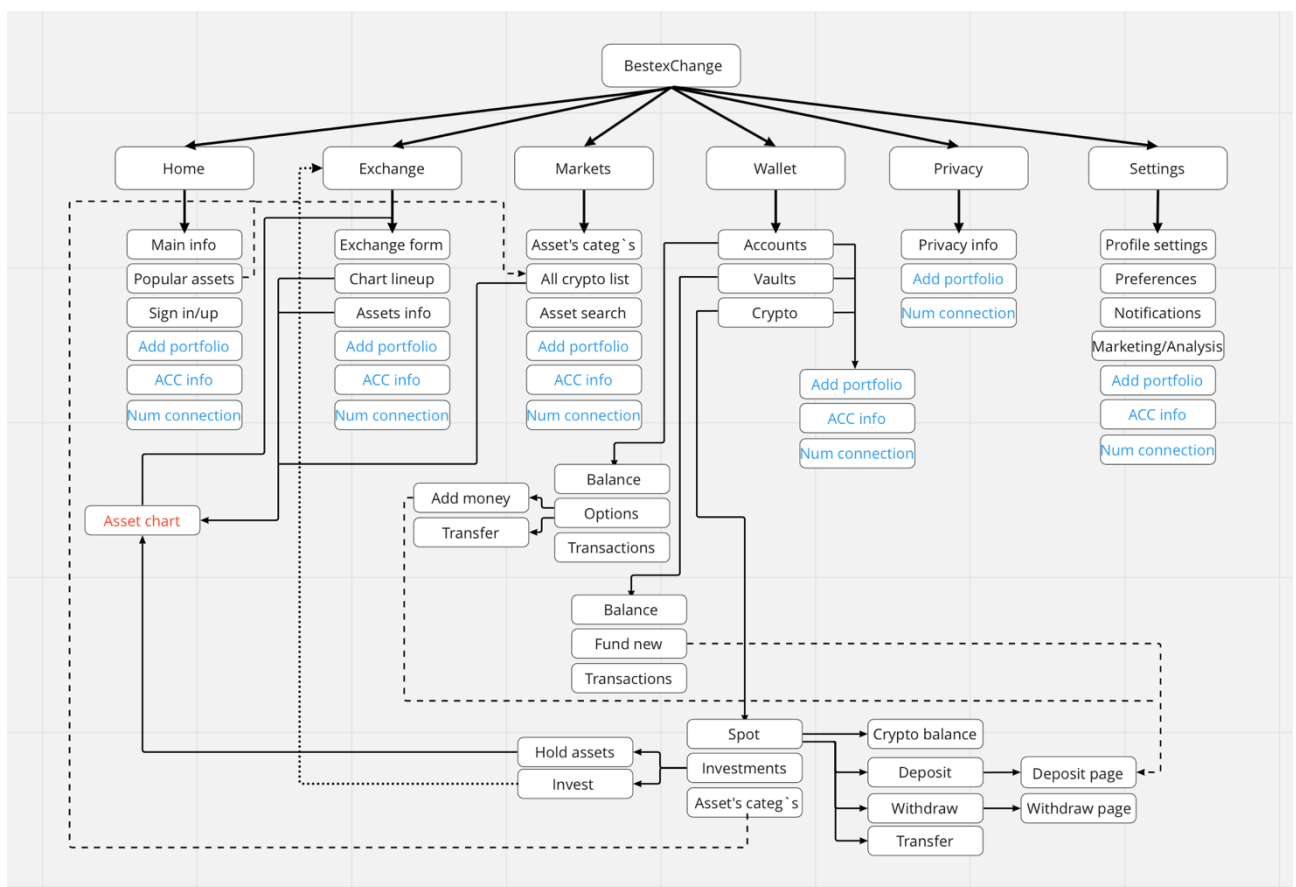 BestexChange
Home
Exchange
Markets
Wallet
Privacy
Settings
Main info
Popular assets
Sign in/up
Add portfolio
ACC info
Num connection
Exchange form
Chart lineup
Assets info
Add portfolio
ACC info
Num connection
Asset's categ`s
All crypto list
Asset search
Add portfolio
ACC info
Num connection
Accounts
Vaults
Crypto
Add portfolio
ACC info
Num connection
Privacy info
Add portfolio
Num connection
Profile settings
Preferences
Notifications
Marketing/Analysis
Add portfolio
ACC info
Num connection
Asset chart
Balance
Options
Transactions
Add money
Transfer
Balance
Fund new
Transactions
Spot
Investments
Asset's categ`s
Hold assets
Invest
Crypto balance
Deposit
Withdraw
Transfer
Deposit page
Withdraw page